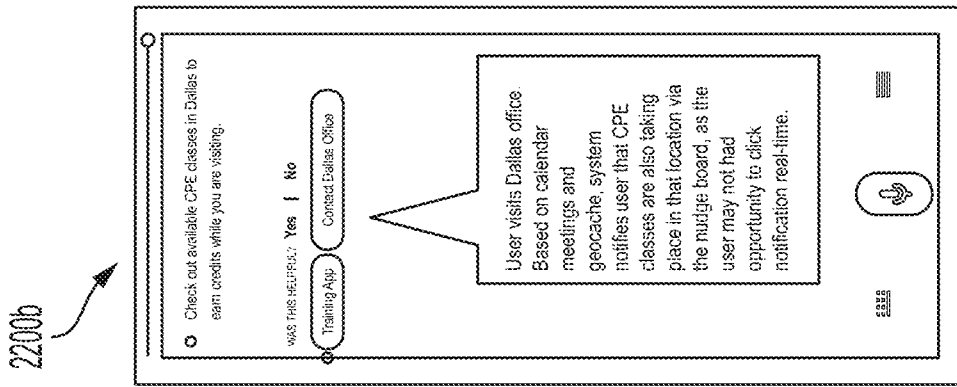 2200b
Check out available CPE classes in Dallas to
earn credits while you are visiting.
WAS THIS HELPFUL? Yes | No
Training App Contact Dallas Office
User visits Dallas office.
Based on calendar
meetings and
geocache, system
notifies user that CPE
classes are also taking
place in that location via
the nudge board, as the
user may not had
opportunity to click
notification real-time.